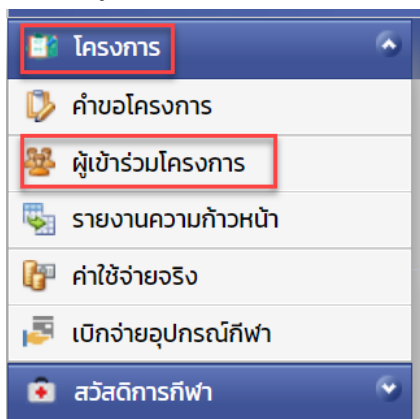 โครงการ
คำขอโครงการ
ผู้เข้าร่วมโครงการ
รายงานความก้าวหน้า
ค่าใช้จ่ายจริง
เบิกจ่ายอุปกรณ์กีฬา
สวัสดิการกีฬา